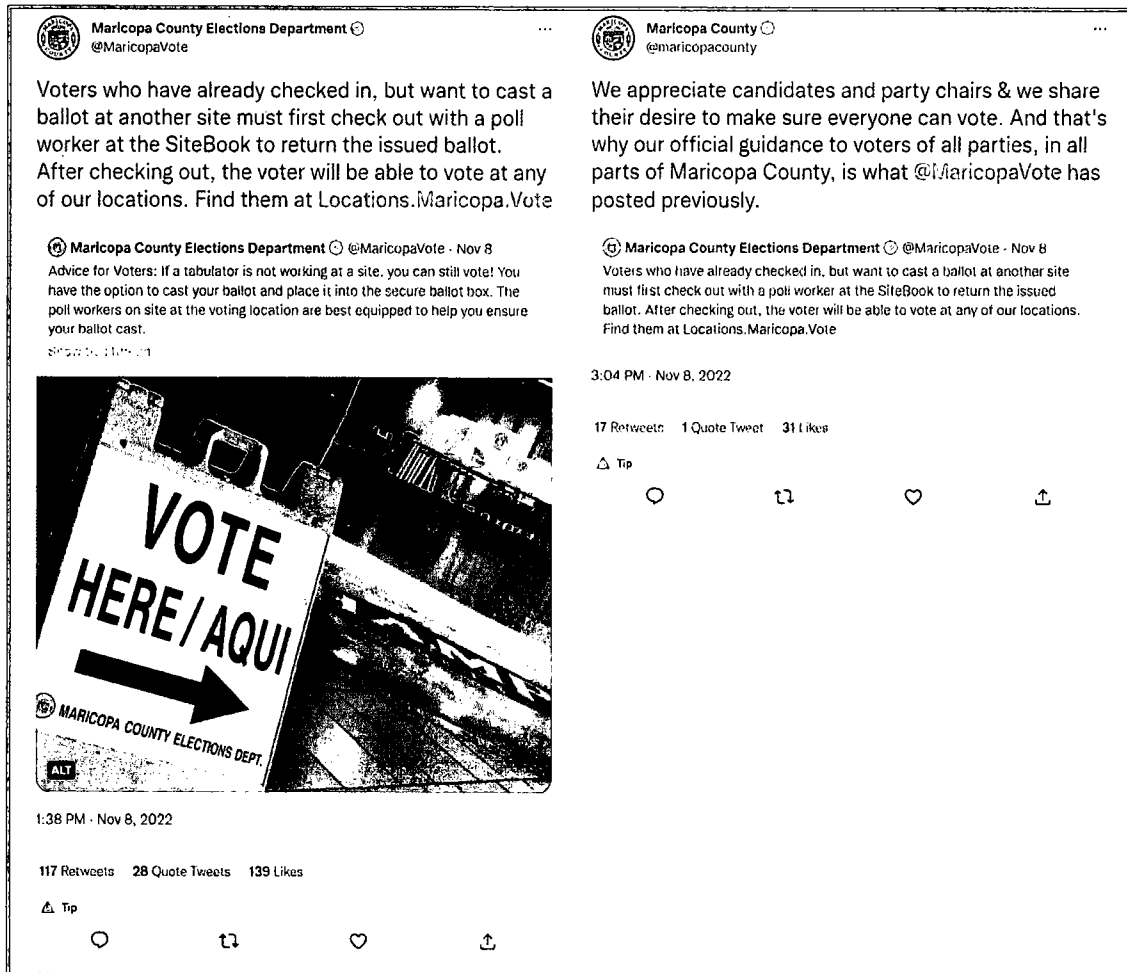 Maricopa County Elections Department
@MaricopaVote
Voters who have already checked in, but want to cast a
ballot at another site must first check out with a poll
worker at the SiteBook to return the issued ballot.
After checking out, the voter will be able to vote at any
of our locations. Find them at Locations.Maricopa.Vote
Maricopa County Elections Department @MaricopaVote · Nov 8
Advice for Voters: If a tabulator is not working at a site, you can still vote! You
have the option to cast your ballot and place it into the secure ballot box. The
poll workers on site at the voting location are best equipped to help you ensure
your ballot cast.
VOTE
HERE / AQUI
MARICOPA COUNTY ELECTIONS DEPT.
ALT
1:38 PM · Nov 8, 2022
117 Retweets 28 Quote Tweets 139 Likes
Tip
Maricopa County
@maricopacounty
We appreciate candidates and party chairs & we share
their desire to make sure everyone can vote. And that's
why our official guidance to voters of all parties, in all
parts of Maricopa County, is what @MaricopaVote has
posted previously.
Maricopa County Elections Department @MaricopaVote · Nov 8
Voters who have already checked in, but want to cast a ballot at another site
must first check out with a poll worker at the SiteBook to return the issued
ballot. After checking out, the voter will be able to vote at any of our locations.
Find them at Locations.Maricopa.Vote
3:04 PM · Nov 8, 2022
17 Retweets 1 Quote Tweet 31 Likes
Tip